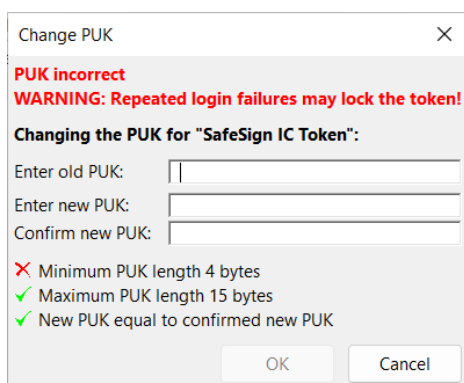 Change PUK
PUK incorrect
WARNING: Repeated login failures may lock the token!
Changing the PUK for "SafeSign IC Token":
Enter old PUK:
Enter new PUK:
Confirm new PUK:
Minimum PUK length 4 bytes
Maximum PUK length 15 bytes
New PUK equal to confirmed new PUK
OK Cancel